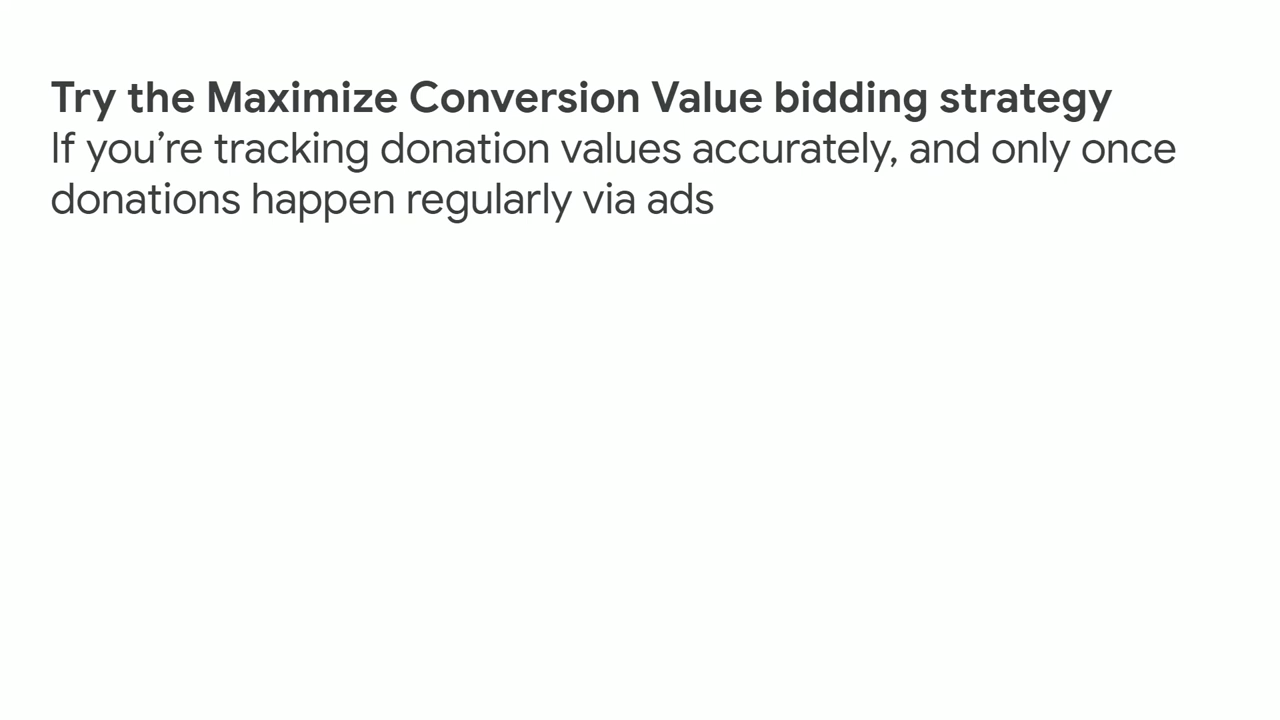 Try the Maximize Conversion Value bidding strategy
If you’re tracking donation values accurately, and only once
donations happen regularly via ads